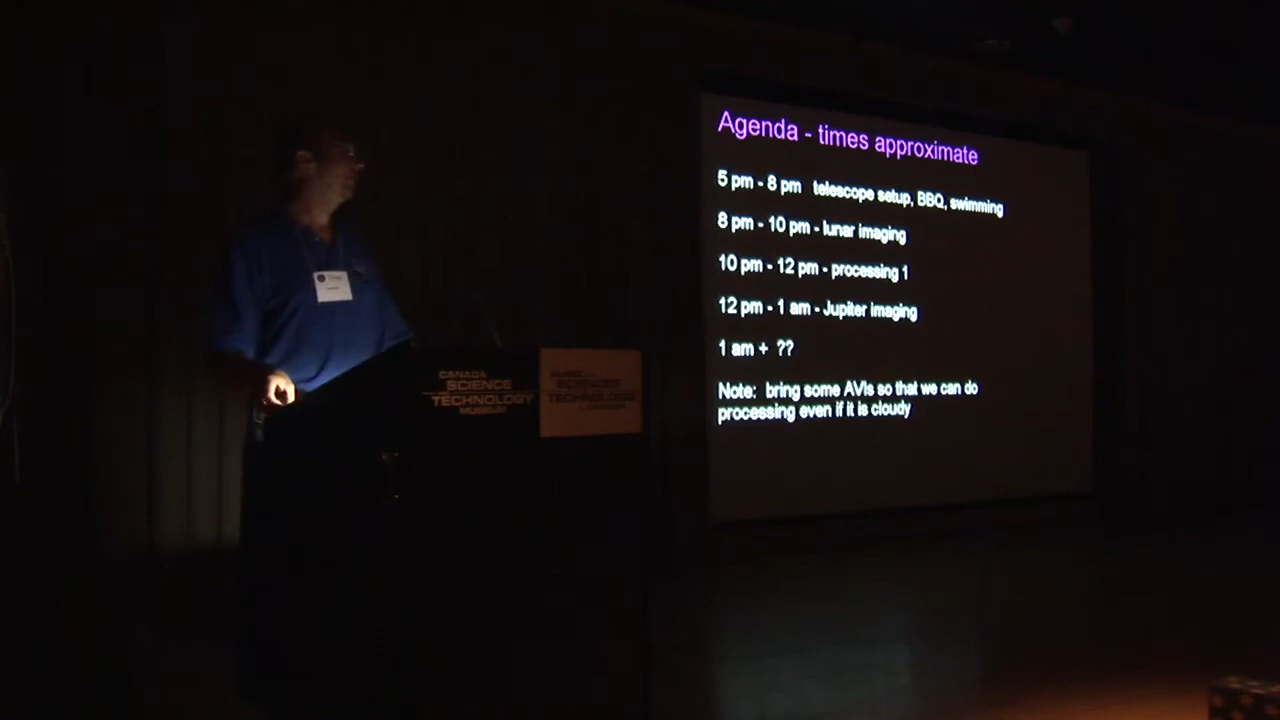 Agenda - times approximate
5 pm - 8 pm telescope setup, BBQ, swimming
8 pm - 10 pm - lunar imaging
10 pm - 12 pm - processing 1
12 pm - 1 am - Jupiter imaging
1 am + ??
Note: bring some AVIs so that we can do
processing even if it is cloudy
CANADA
SCIENCE
TECHNOLOGY
MUSEUM
SCIENCES